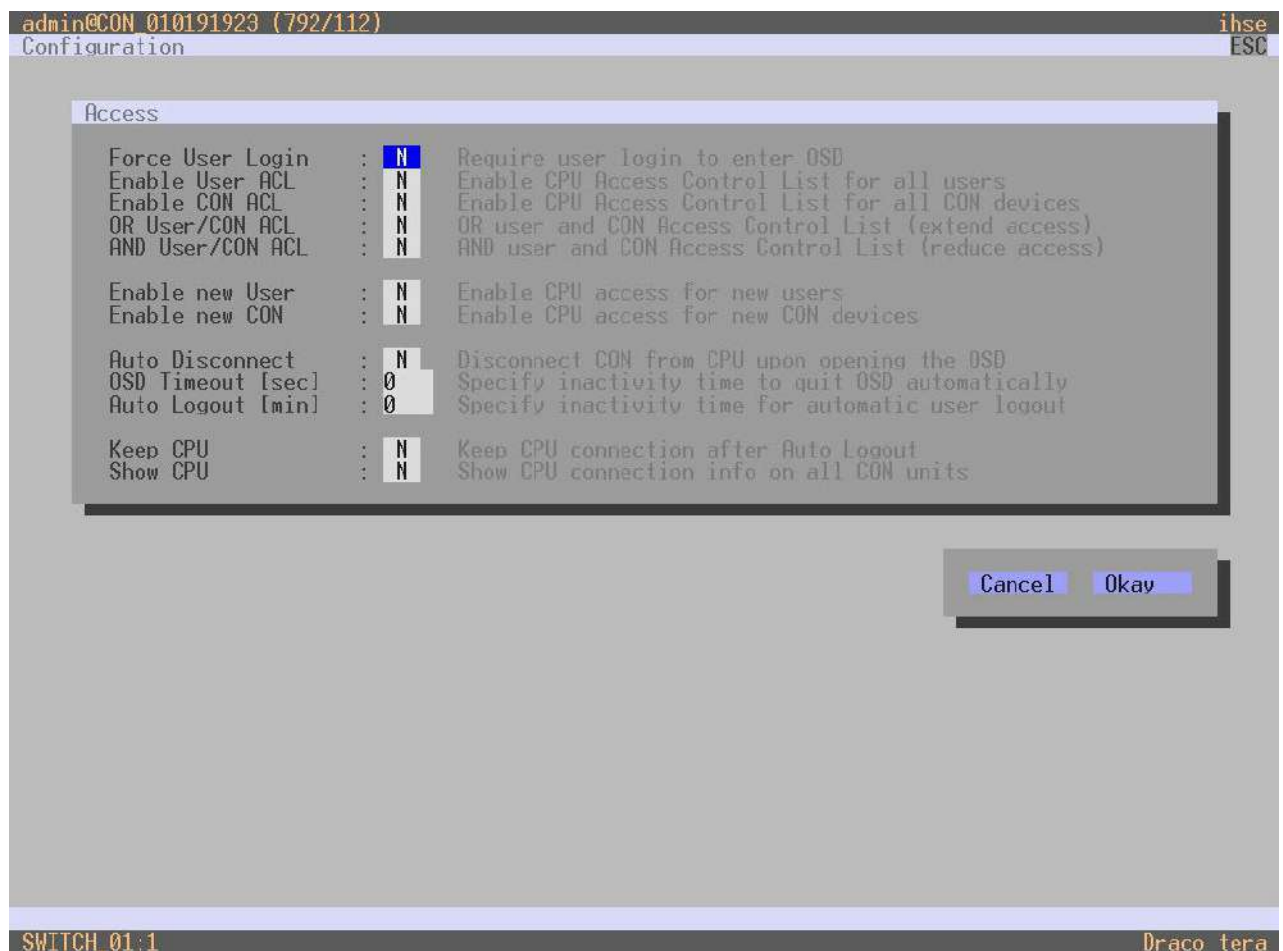 admin@CON_010191923 (792/112) ihse
Configuration ESC
Access
Force User Login : N Require user login to enter OSD
Enable User ACL : N Enable CPU Access Control List for all users
Enable CON ACL : N Enable CPU Access Control List for all CON devices
OR User/CON ACL : N OR user and CON Access Control List (extend access)
AND User/CON ACL : N AND user and CON Access Control List (reduce access)
Enable new User : N Enable CPU access for new users
Enable new CON : N Enable CPU access for new CON devices
Auto Disconnect : N Disconnect CON from CPU upon opening the OSD
OSD Timeout [sec] : 0 Specify inactivity time to quit OSD automatically
Auto Logout [min] : 0 Specify inactivity time for automatic user logout
Keep CPU : N Keep CPU connection after Auto Logout
Show CPU : N Show CPU connection info on all CON units
Cancel Okay
SWITCH_01:1 Draco tera